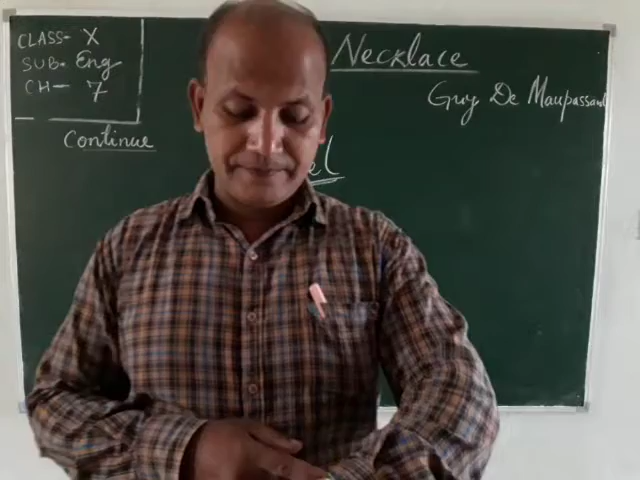 CLASS- X
SUB- Eng
CH- 7
Continue
Necklace
Guy De Maupassant